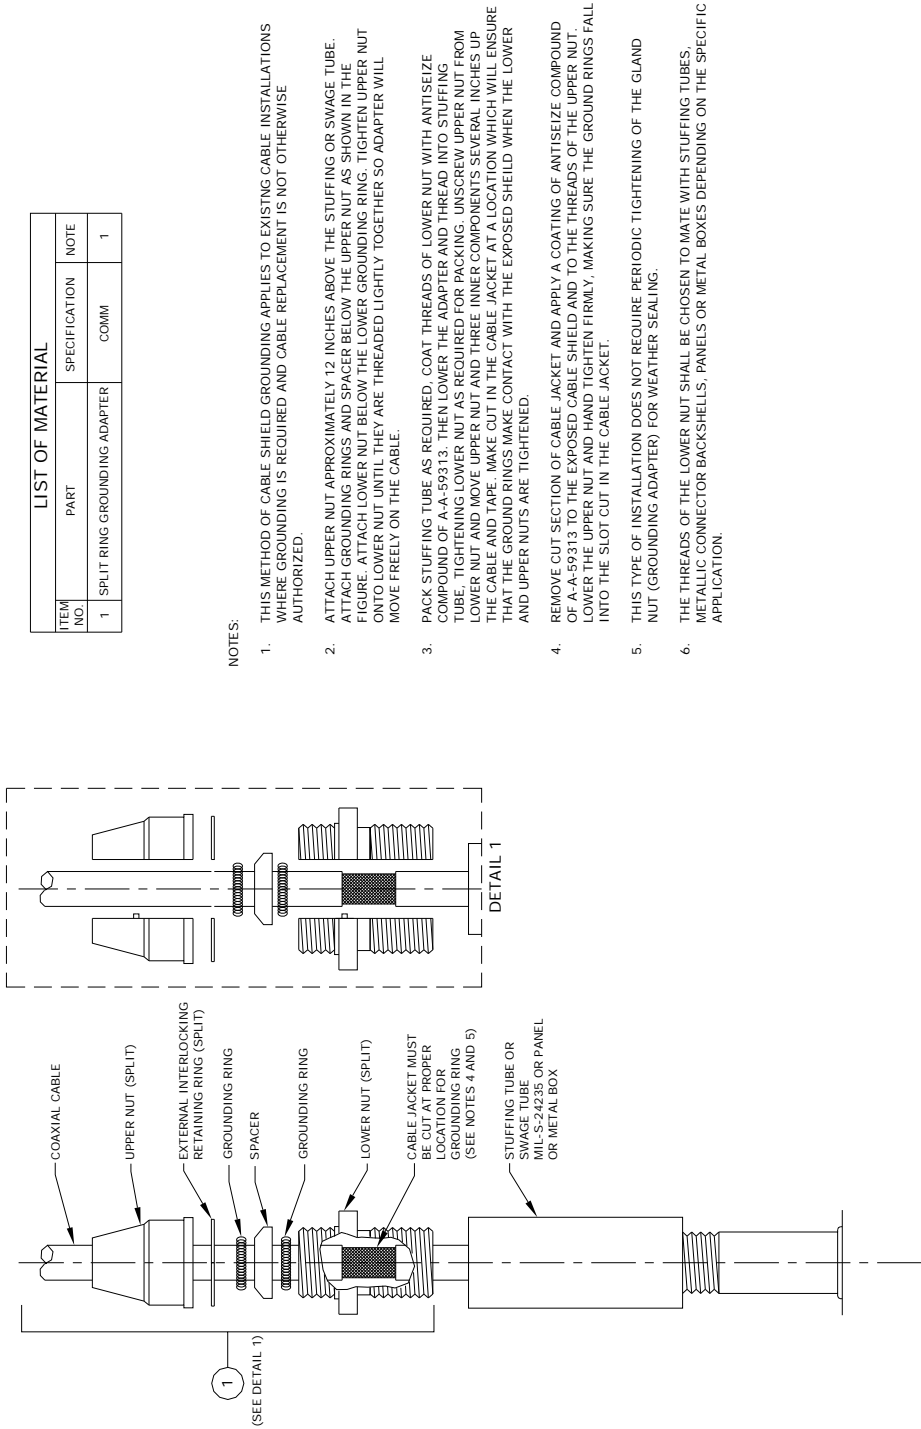 LIST OF MATERIAL
ITEM NO.
PART
SPECIFICATION
NOTE
1
SPLIT RING GROUNDING ADAPTER
COMM
1
NOTES:
1. THIS METHOD OF CABLE SHIELD GROUNDING APPLIES TO EXISTNG CABLE INSTALLATIONS
WHERE GROUNDING IS REQUIRED AND CABLE REPLACEMENT IS NOT OTHERWISE
AUTHORIZED.
2. ATTACH UPPER NUT APPROXIMATELY 12 INCHES ABOVE THE STUFFING OR SWAGE TUBE.
ATTACH GROUNDING RINGS AND SPACER BELOW THE UPPER NUT AS SHOWN IN THE
FIGURE. ATTACH LOWER NUT BELOW THE LOWER GROUNDING RING. TIGHTEN UPPER NUT
ONTO LOWER NUT UNTIL THEY ARE THREADED LIGHTLY TOGETHER SO ADAPTER WILL
MOVE FREELY ON THE CABLE.
3. PACK STUFFING TUBE AS REQUIRED, COAT THREADS OF LOWER NUT WITH ANTISEIZE
COMPOUND OF A-A-59313. THEN LOWER THE ADAPTER AND THREAD INTO STUFFING
TUBE, TIGHTENING LOWER NUT AS REQUIRED FOR PACKING. UNSCREW UPPER NUT FROM
LOWER NUT AND MOVE UPPER NUT AND THREE INNER COMPONENTS SEVERAL INCHES UP
THE CABLE AND TAPE. MAKE CUT IN THE CABLE JACKET AT A LOCATION WHICH WILL ENSURE
THAT THE GROUND RINGS MAKE CONTACT WITH THE EXPOSED SHEILD WHEN THE LOWER
AND UPPER NUTS ARE TIGHTENED.
4. REMOVE CUT SECTION OF CABLE JACKET AND APPLY A COATING OF ANTISEIZE COMPOUND
OF A-A-59313 TO THE EXPOSED CABLE SHIELD AND TO THE THREADS OF THE UPPER NUT.
LOWER THE UPPER NUT AND HAND TIGHTEN FIRMLY, MAKING SURE THE GROUND RINGS FALL
INTO THE SLOT CUT IN THE CABLE JACKET.
5. THIS TYPE OF INSTALLATION DOES NOT REQUIRE PERIODIC TIGHTENING OF THE GLAND
NUT (GROUNDING ADAPTER) FOR WEATHER SEALING.
6. THE THREADS OF THE LOWER NUT SHALL BE CHOSEN TO MATE WITH STUFFING TUBES,
METALLIC CONNECTOR BACKSHELLS, PANELS OR METAL BOXES DEPENDING ON THE SPECIFIC
APPLICATION.
DETAIL 1
COAXIAL CABLE
UPPER NUT (SPLIT)
EXTERNAL INTERLOCKING
RETAINING RING (SPLIT)
GROUNDING RING
SPACER
GROUNDING RING
LOWER NUT (SPLIT)
CABLE JACKET MUST
BE CUT AT PROPER
LOCATION FOR
GROUNDING RING
(SEE NOTES 4 AND 5)
STUFFING TUBE OR
SWAGE TUBE
MIL-S-24235 OR PANEL
OR METAL BOX
1
(SEE DETAIL 1)